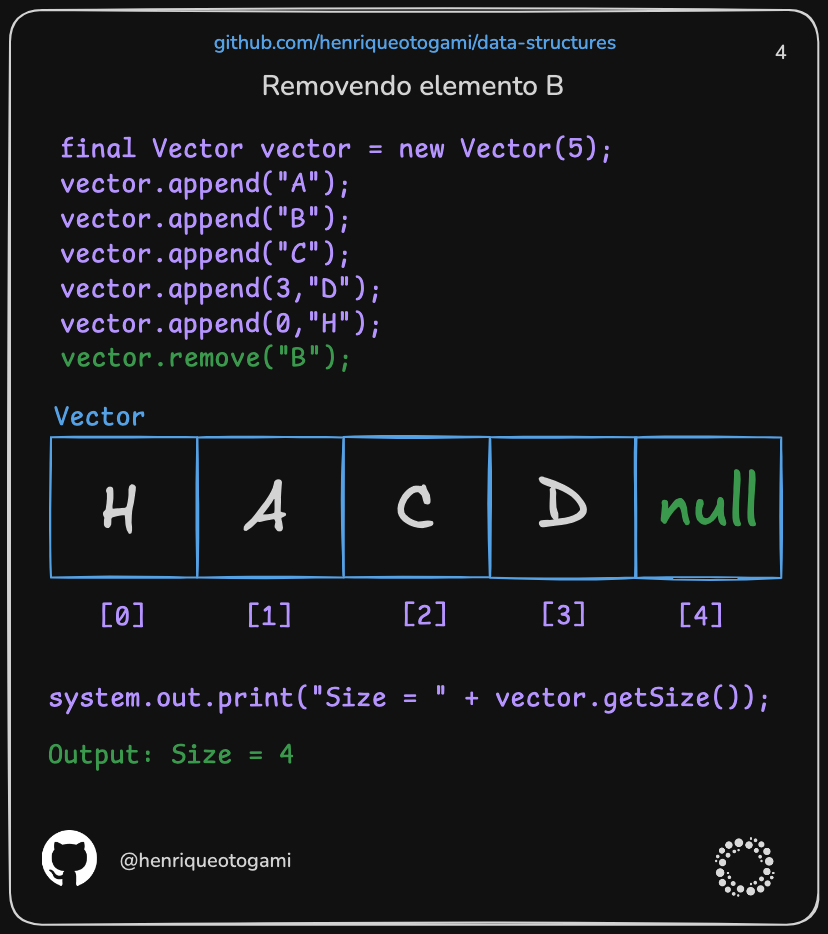 github.com/henriqueotogami/data-structures
4
Removendo elemento B
final Vector vector = new Vector(5);
vector.append("A");
vector.append("B");
vector.append("C");
vector.append(3,"D");
vector.append(0,"H");
vector.remove("B");
Vector
H A C D null
[0] [1] [2] [3] [4]
system.out.print("Size = " + vector.getSize());
Output: Size = 4
@henriqueotogami